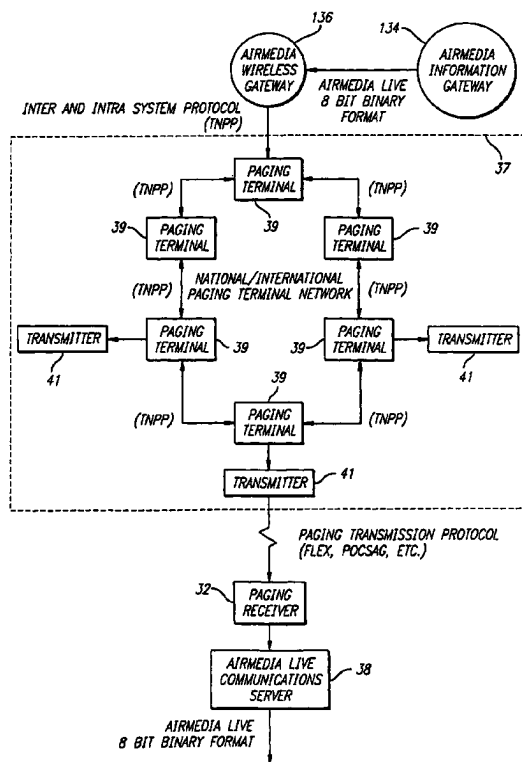 136
134
AIRMEDIA
WIRELESS
GATEWAY
AIRMEDIA
INFORMATION
GATEWAY
AIRMEDIA LIVE
8 BIT BINARY
FORMAT
INTER AND INTRA SYSTEM PROTOCOL
(TNPP)
37
PAGING
TERMINAL
39
(TNPP)
(TNPP)
39
PAGING
TERMINAL
PAGING
TERMINAL
39
(TNPP)
NATIONAL/INTERNATIONAL
PAGING TERMINAL NETWORK
(TNPP)
TRANSMITTER
41
PAGING
TERMINAL
39
PAGING
TERMINAL
39
TRANSMITTER
41
39
(TNPP)
PAGING
TERMINAL
(TNPP)
TRANSMITTER
41
PAGING TRANSMISSION PROTOCOL
(FLEX, POCSAG, ETC.)
32
PAGING
RECEIVER
AIRMEDIA LIVE
COMMUNICATIONS
SERVER
38
AIRMEDIA LIVE
8 BIT BINARY FORMAT